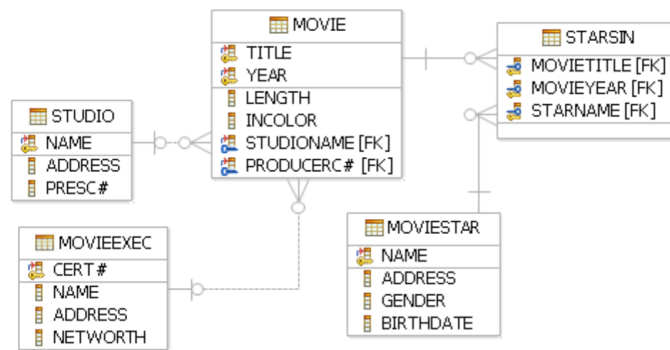 MOVIE
TITLE
YEAR
LENGTH
INCOLOR
STUDIONAME [FK]
PRODUCERC# [FK]
STARSIN
MOVIETITLE [FK]
MOVIEYEAR [FK]
STARNAME [FK]
STUDIO
NAME
ADDRESS
PRESC#
MOVIEEXEC
CERT#
NAME
ADDRESS
NETWORTH
MOVIESTAR
NAME
ADDRESS
GENDER
BIRTHDATE